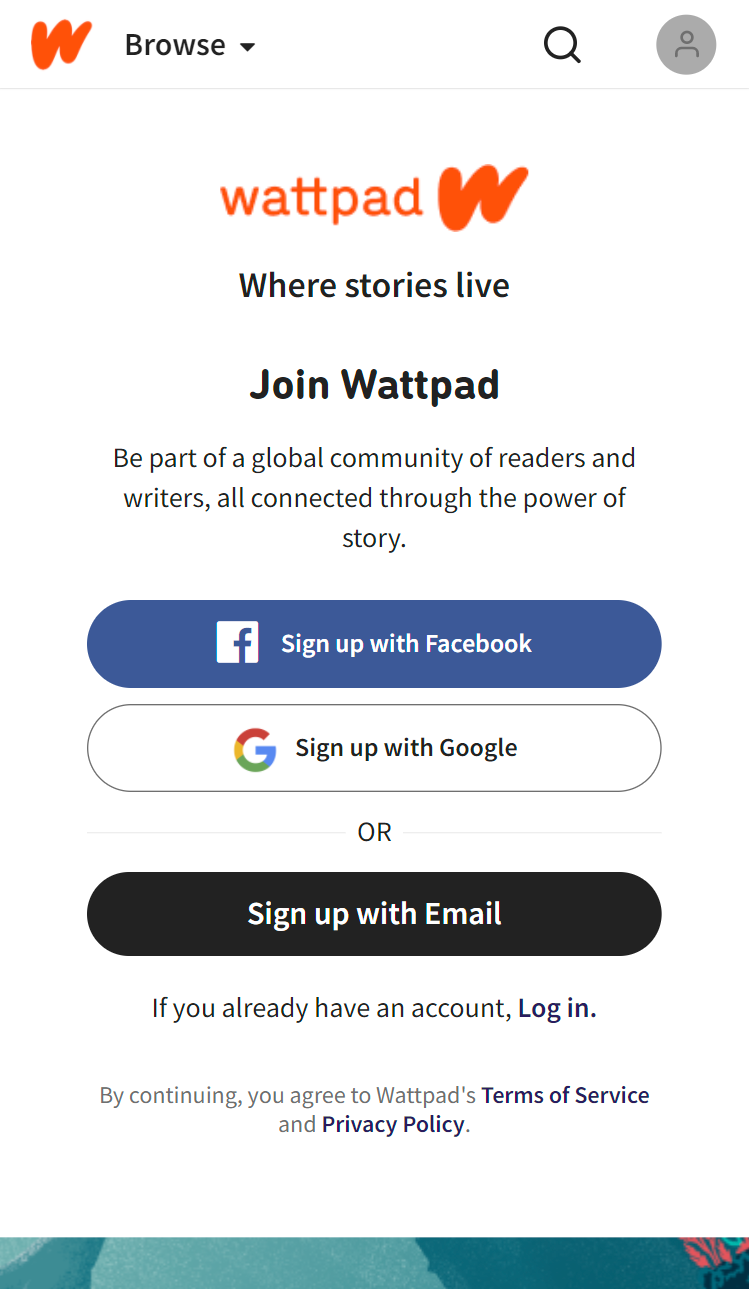 Browse
wattpad
Where stories live
Join Wattpad
Be part of a global community of readers and
writers, all connected through the power of
story.
Sign up with Facebook
Sign up with Google
OR
Sign up with Email
If you already have an account, Log in.
By continuing, you agree to Wattpad's Terms of Service
and Privacy Policy.